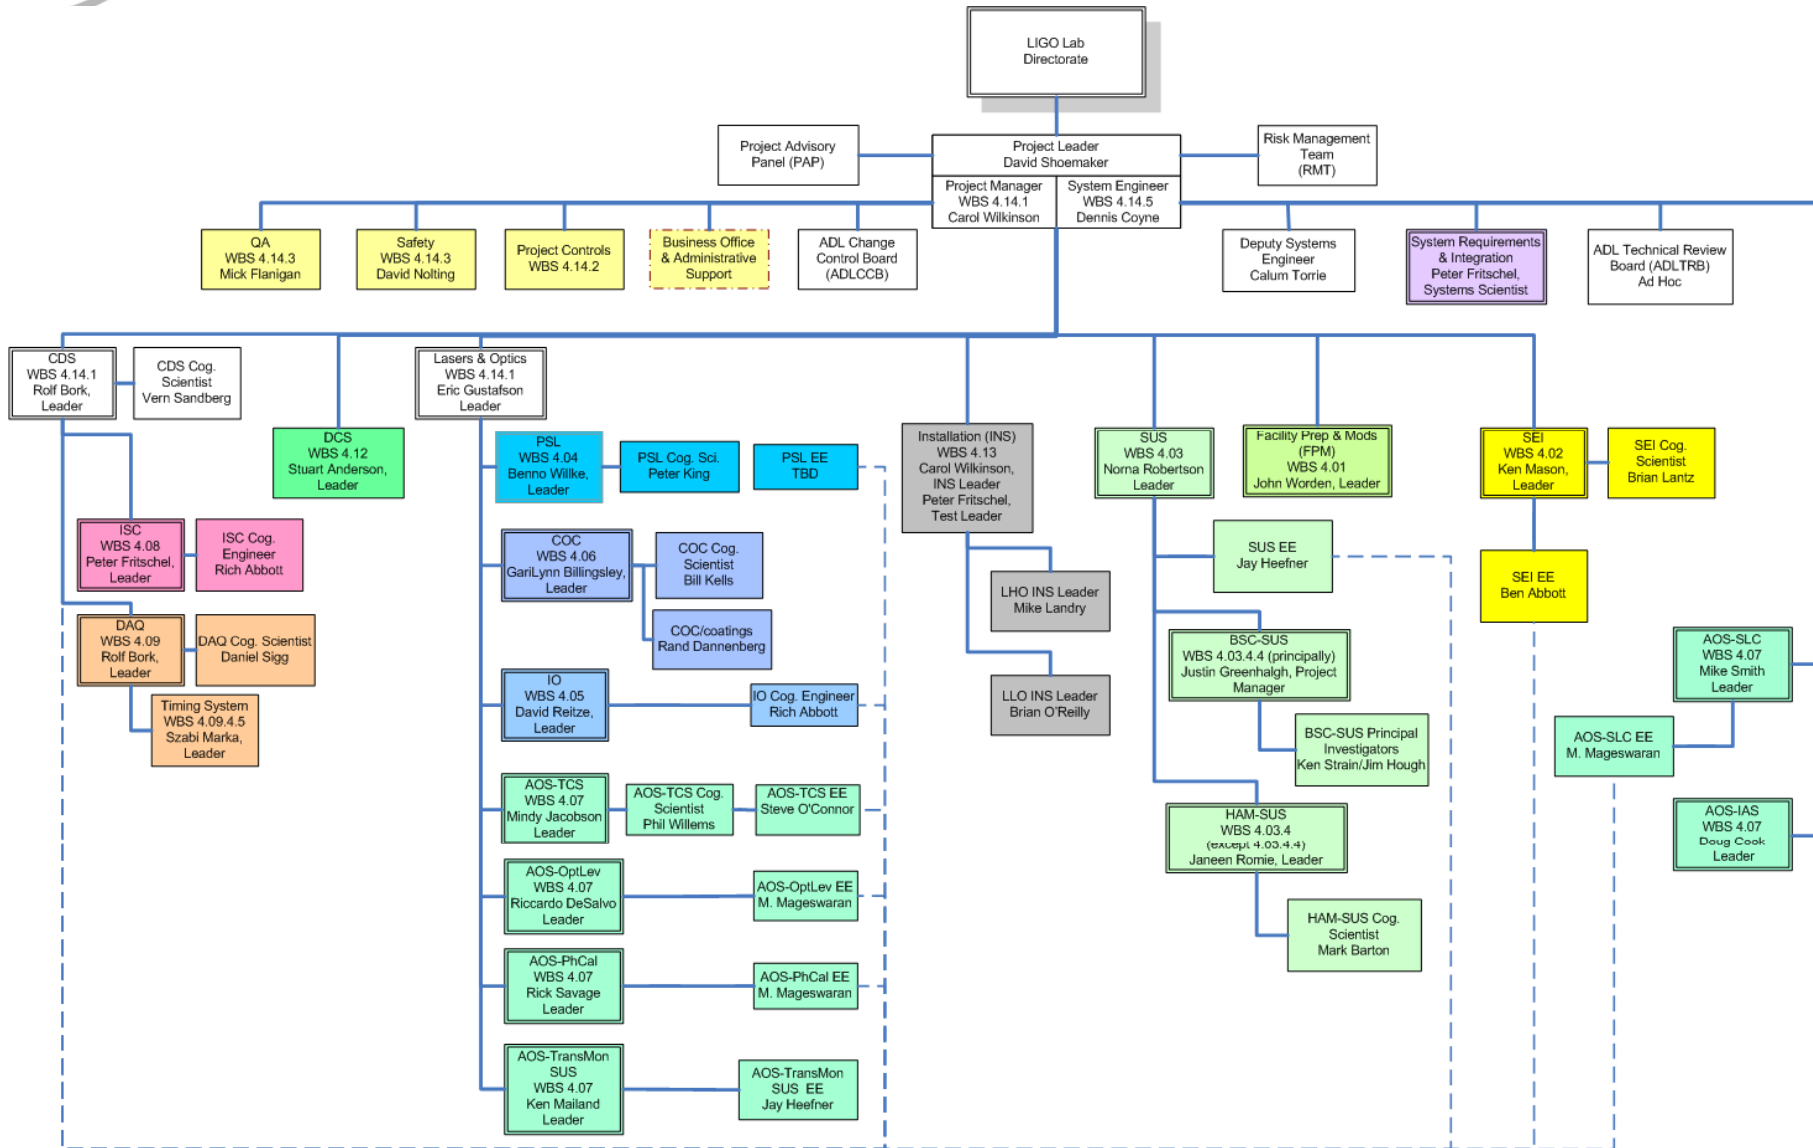 LIGO Lab
Directorate
Project Advisory
Panel (PAP)
Project Leader
David Shoemaker
Risk Management
Team
(RMT)
Project Manager
WBS 4.14.1
Carol Wilkinson
System Engineer
WBS 4.14.5
Dennis Coyne
QA
WBS 4.14.3
Mick Flanigan
Safety
WBS 4.14.3
David Nolting
Project Controls
WBS 4.14.2
Business Office
& Administrative
Support
ADL Change
Control Board
(ADLCCB)
Deputy Systems
Engineer
Calum Torrie
System Requirements
& Integration
Peter Fritschel,
Systems Scientist
ADL Technical Review
Board (ADLTRB)
Ad Hoc
CDS
WBS 4.14.1
Rolf Bork,
Leader
CDS Cog.
Scientist
Vern Sandberg
Lasers & Optics
WBS 4.14.1
Eric Gustafson
Leader
DCS
WBS 4.12
Stuart Anderson,
Leader
PSL
WBS 4.04
Benno Willke,
Leader
PSL Cog. Sci.
Peter King
PSL EE
TBD
Installation (INS)
WBS 4.13
Carol Wilkinson,
INS Leader
Peter Fritschel,
Test Leader
SUS
WBS 4.03
Norna Robertson
Leader
Facility Prep & Mods
(FPM)
WBS 4.01
John Worden, Leader
SEI
WBS 4.02
Ken Mason,
Leader
SEI Cog.
Scientist
Brian Lantz
ISC
WBS 4.08
Peter Fritschel,
Leader
ISC Cog.
Engineer
Rich Abbott
COC
WBS 4.06
GariLynn Billingsley,
Leader
COC Cog.
Scientist
Bill Kells
SUS EE
Jay Heefner
SEI EE
Ben Abbott
LHO INS Leader
Mike Landry
DAQ
WBS 4.09
Rolf Bork,
Leader
DAQ Cog. Scientist
Daniel Sigg
COC/coatings
Rand Dannenberg
BSC-SUS
WBS 4.03.4.4 (principally)
Justin Greenhalgh, Project
Manager
AOS-SLC
WBS 4.07
Mike Smith
Leader
Timing System
WBS 4.09.4.5
Szabi Marka,
Leader
IO
WBS 4.05
David Reitze,
Leader
IO Cog. Engineer
Rich Abbott
LLO INS Leader
Brian O'Reilly
BSC-SUS Principal
Investigators
Ken Strain/Jim Hough
AOS-SLC EE
M. Mageswaran
AOS-TCS
WBS 4.07
Mindy Jacobson
Leader
AOS-TCS Cog.
Scientist
Phil Willems
AOS-TCS EE
Steve O'Connor
HAM-SUS
WBS 4.03.4
(except 4.03.4.4)
Janeen Romie, Leader
AOS-IAS
WBS 4.07
Doug Cook
Leader
AOS-OptLev
WBS 4.07
Riccardo DeSalvo
Leader
AOS-OptLev EE
M. Mageswaran
HAM-SUS Cog.
Scientist
Mark Barton
AOS-PhCal
WBS 4.07
Rick Savage
Leader
AOS-PhCal EE
M. Mageswaran
AOS-TransMon
SUS
WBS 4.07
Ken Mailand
Leader
AOS-TransMon
SUS EE
Jay Heefner